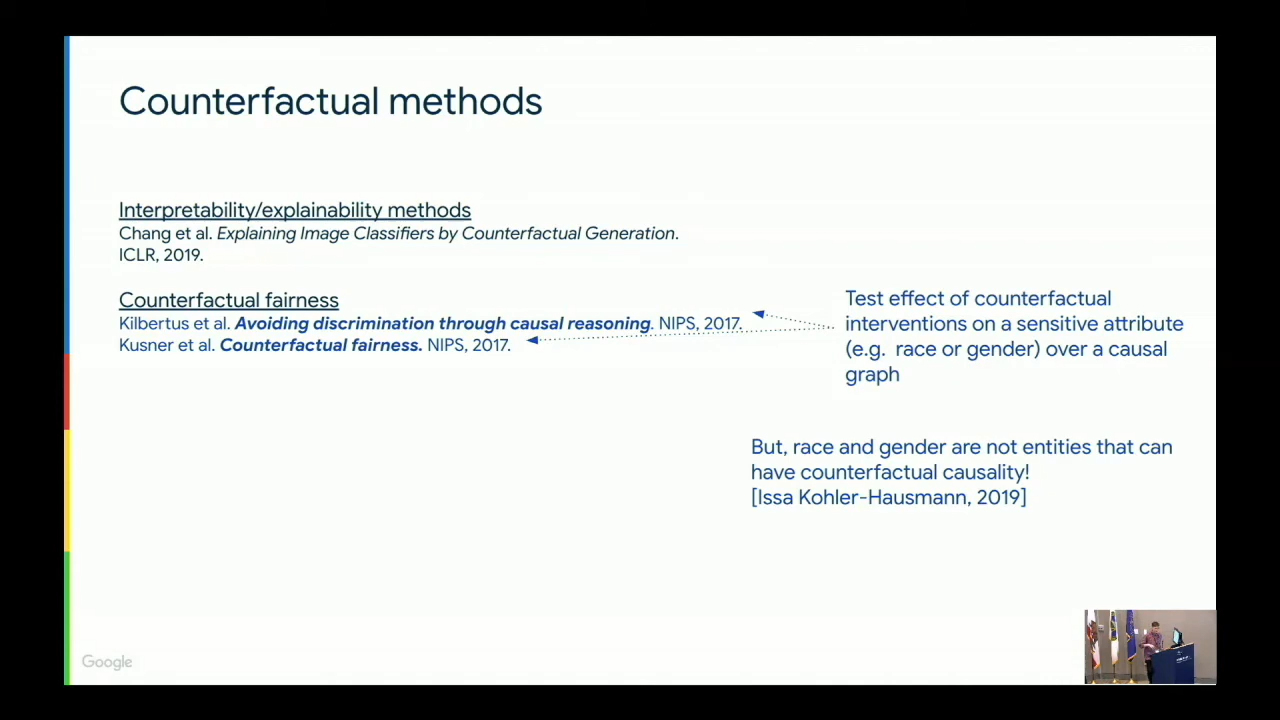 Counterfactual methods
Interpretability/explainability methods
Chang et al. Explaining Image Classifiers by Counterfactual Generation.
ICLR, 2019.
Counterfactual fairness
Kilbertus et al. Avoiding discrimination through causal reasoning. NIPS, 2017.
Kusner et al. Counterfactual fairness. NIPS, 2017.
Test effect of counterfactual
interventions on a sensitive attribute
(e.g. race or gender) over a causal
graph
But, race and gender are not entities that can
have counterfactual causality!
[Issa Kohler-Hausmann, 2019]
Google